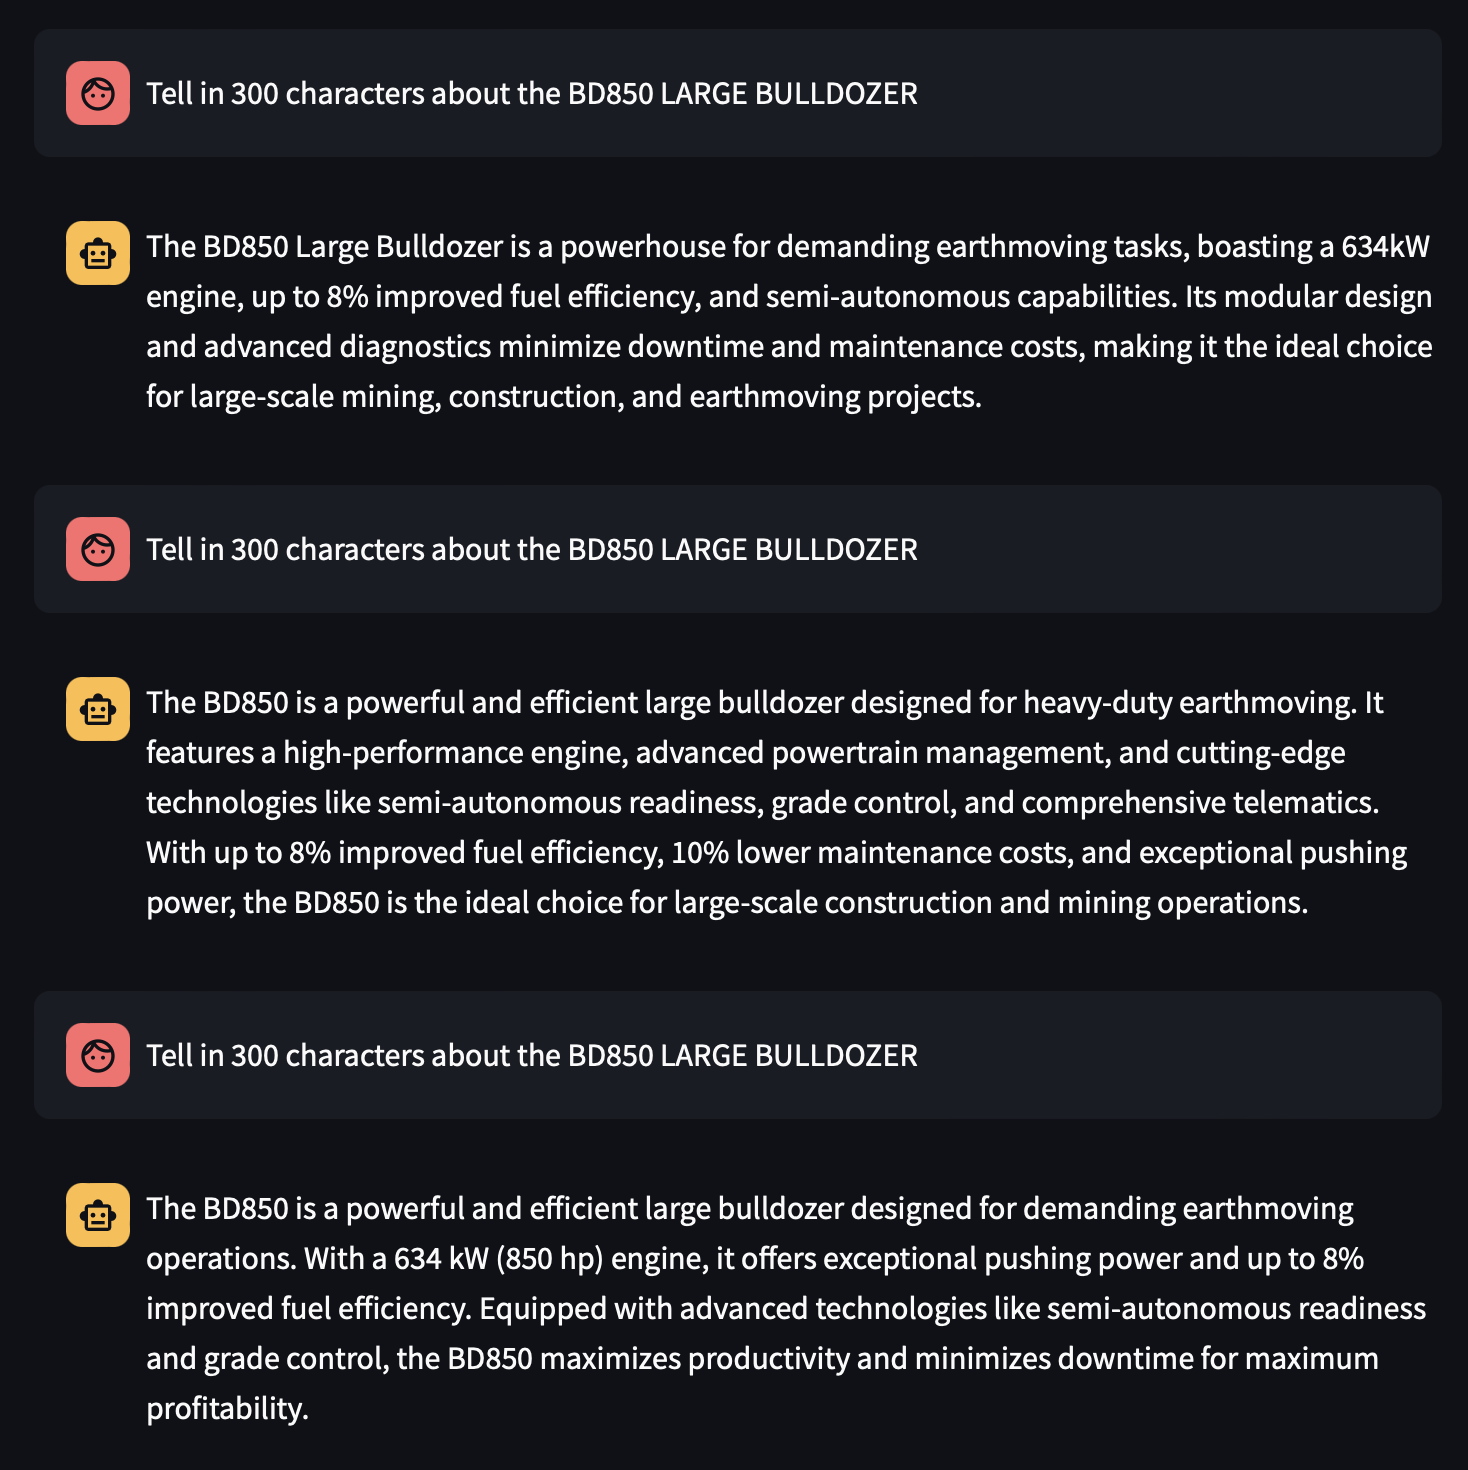 Tell in 300 characters about the BD850 LARGE BULLDOZER
The BD850 Large Bulldozer is a powerhouse for demanding earthmoving tasks, boasting a 634kW
engine, up to 8% improved fuel efficiency, and semi-autonomous capabilities. Its modular design
and advanced diagnostics minimize downtime and maintenance costs, making it the ideal choice
for large-scale mining, construction, and earthmoving projects.
Tell in 300 characters about the BD850 LARGE BULLDOZER
The BD850 is a powerful and efficient large bulldozer designed for heavy-duty earthmoving. It
features a high-performance engine, advanced powertrain management, and cutting-edge
technologies like semi-autonomous readiness, grade control, and comprehensive telematics.
With up to 8% improved fuel efficiency, 10% lower maintenance costs, and exceptional pushing
power, the BD850 is the ideal choice for large-scale construction and mining operations.
Tell in 300 characters about the BD850 LARGE BULLDOZER
The BD850 is a powerful and efficient large bulldozer designed for demanding earthmoving
operations. With a 634 kW (850 hp) engine, it offers exceptional pushing power and up to 8%
improved fuel efficiency. Equipped with advanced technologies like semi-autonomous readiness
and grade control, the BD850 maximizes productivity and minimizes downtime for maximum
profitability.